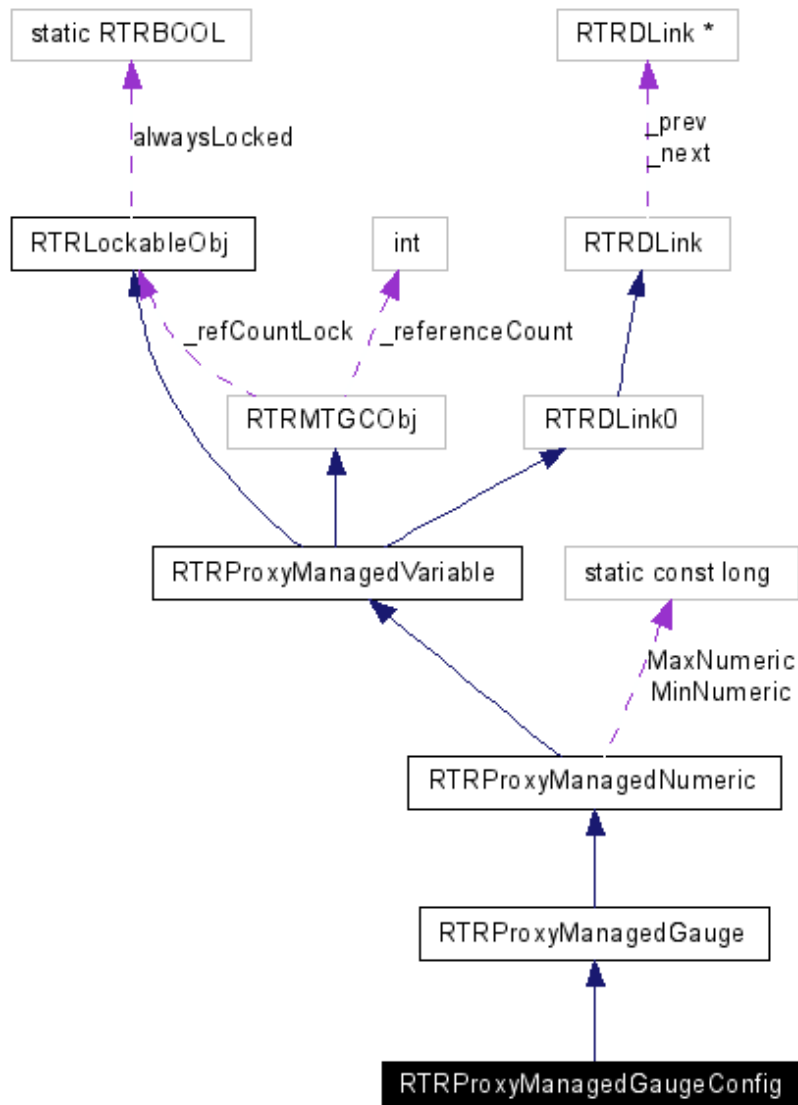 static RTRBOOL
RTRDLink *
alwaysLocked
_prev
_next
RTRLockableObj
int
RTRDLink
_refCountLock
_referenceCount
RTRMTGCObj
RTRDLink0
RTRProxyManagedVariable
static const long
MaxNumeric
MinNumeric
RTRProxyManagedNumeric
RTRProxyManagedGauge
RTRProxyManagedGaugeConfig